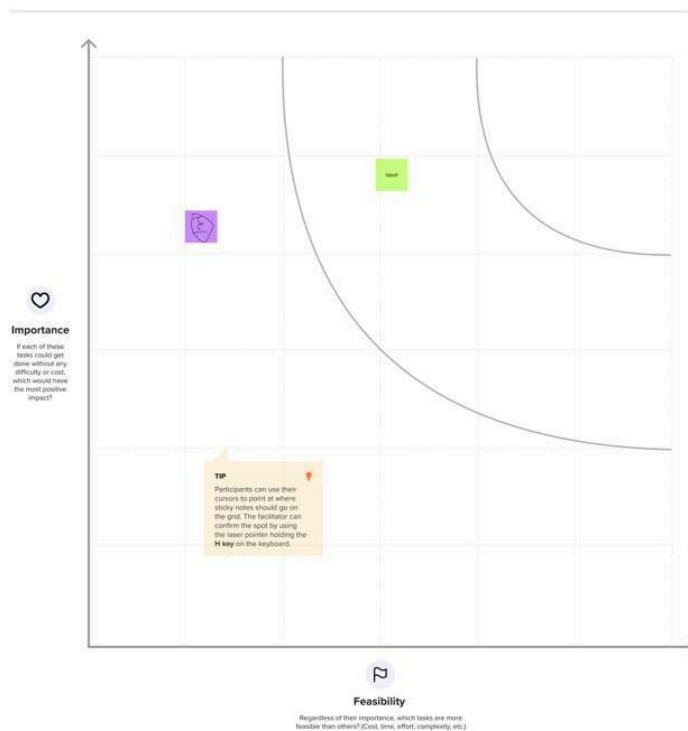 Idea!
Importance
If each of these
tasks could get
done without any
difficulty or cost,
which would have
the most positive
impact?
TIP
Participants can use their
cursors to point at where
sticky notes should go on
the grid. The facilitator can
confirm the spot by using
the laser pointer holding the
H key on the keyboard.
Feasibility
Regardless of their importance, which tasks are more
feasible than others? (Cost, time, effort, complexity, etc.)